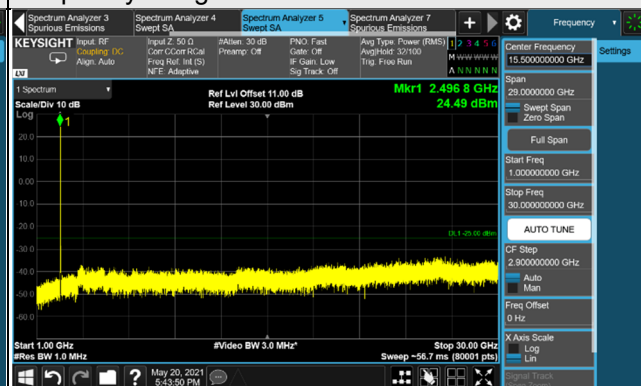 Spectrum Analyzer 3
Spurious Emissions
Spectrum Analyzer 4
Swept SA
Spectrum Analyzer 5
Swept SA
Spectrum Analyzer 7
Spurious Emissions
Frequency
KEYSIGHT
Input: RF
Coupling: DC
Align: Auto
Input Z: 50 Ω
Corr CCorr RCal
Freq Ref: Int (S)
NFE: Adaptive
#Atten: 30 dB
Preamp: Off
PNO: Fast
Gate: Off
IF Gain: Low
Sig Track: Off
Avg Type: Power (RMS)
Avg|Hold: 32/100
Trig: Free Run
1 2 3 4 5 6
M W W W W W
A N N N N N
LXI
1 Spectrum
Scale/Div 10 dB
Log
Ref Lvl Offset 11.00 dB
Ref Level 30.00 dBm
Mkr1 2.496 8 GHz
24.49 dBm
1
20.0
10.0
0.00
-10.0
-20.0
-30.0
-40.0
-50.0
-60.0
DL1 -25.00 dBm
Start 1.00 GHz
#Res BW 1.0 MHz
#Video BW 3.0 MHz*
Stop 30.00 GHz
Sweep ~56.7 ms (80001 pts)
May 20, 2021
5:43:50 PM
Center Frequency
15.500000000 GHz
Span
29.0000000 GHz
Swept Span
Zero Span
Full Span
Start Freq
1.000000000 GHz
Stop Freq
30.000000000 GHz
AUTO TUNE
CF Step
2.900000000 GHz
Auto
Man
Freq Offset
0 Hz
X Axis Scale
Log
Lin
Signal Track
Settings